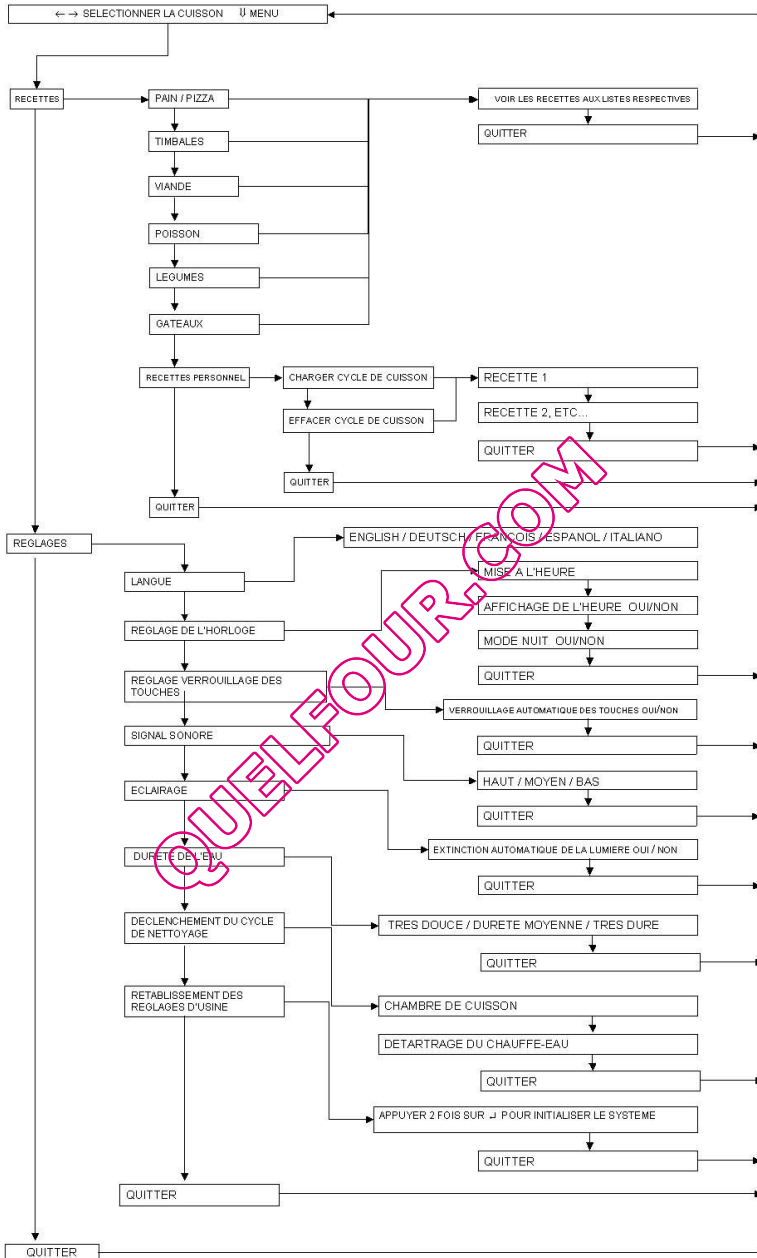 ← → SELECTIONNER LA CUISSON ⇓ MENU
RECETTES
PAIN / PIZZA
VOIR LES RECETTES AUX LISTES RESPECTIVES
QUITTER
TIMBALES
VIANDE
POISSON
LEGUMES
GATEAUX
RECETTES PERSONNEL
CHARGER CYCLE DE CUISSON
RECETTE 1
EFFACER CYCLE DE CUISSON
RECETTE 2, ETC...
QUITTER
QUITTER
QUITTER
REGLAGES
ENGLISH / DEUTSCH / FRANCOIS / ESPANOL / ITALIANO
LANGUE
MISE A L'HEURE
AFFICHAGE DE L'HEURE OUI/NON
REGLAGE DE L'HORLOGE
MODE NUIT OUI/NON
QUITTER
REGLAGE VERROUILLAGE DES
TOUCHES
VERROUILLAGE AUTOMATIQUE DES TOUCHES OUI/NON
SIGNAL SONORE
QUITTER
HAUT / MOYEN / BAS
ECLAIRAGE
QUITTER
DURETE DE L'EAU
EXTINCTION AUTOMATIQUE DE LA LUMIERE OUI / NON
QUITTER
DECLENCHEMENT DU CYCLE
DE NETTOYAGE
TRES DOUCE / DURETE MOYENNE / TRES DURE
QUITTER
RETABLISSEMENT DES
REGLAGES D'USINE
CHAMBRE DE CUISSON
DETARTRAGE DU CHAUFFE-EAU
QUITTER
APPUYER 2 FOIS SUR ↵ POUR INITIALISER LE SYSTEME
QUITTER
QUITTER
QUITTER
QUELFOUR.COM